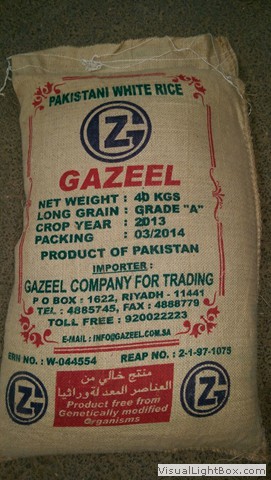 PAKISTANI WHITE RICE
ZG
GAZEEL
NET WEIGHT : 40 KGS
LONG GRAIN : GRADE "A"
CROP YEAR : 2013
PACKING : 03/2014
PRODUCT OF PAKISTAN
IMPORTER :
GAZEEL COMPANY FOR TRADING
P O BOX : 1622, RIYADH - 11441
TEL : 4885745, FAX : 4888779
TOLL FREE : 920022223
E-MAIL : INFO@GAZEEL.COM.SA
ERN NO. : W-044554 REAP NO. : 2-1-97-1075
منتج خالي من
العناصر المعدلة وراثيا
Product free from
Genetically modified
Organisms
ZG
ZG
VisualLightBox.com